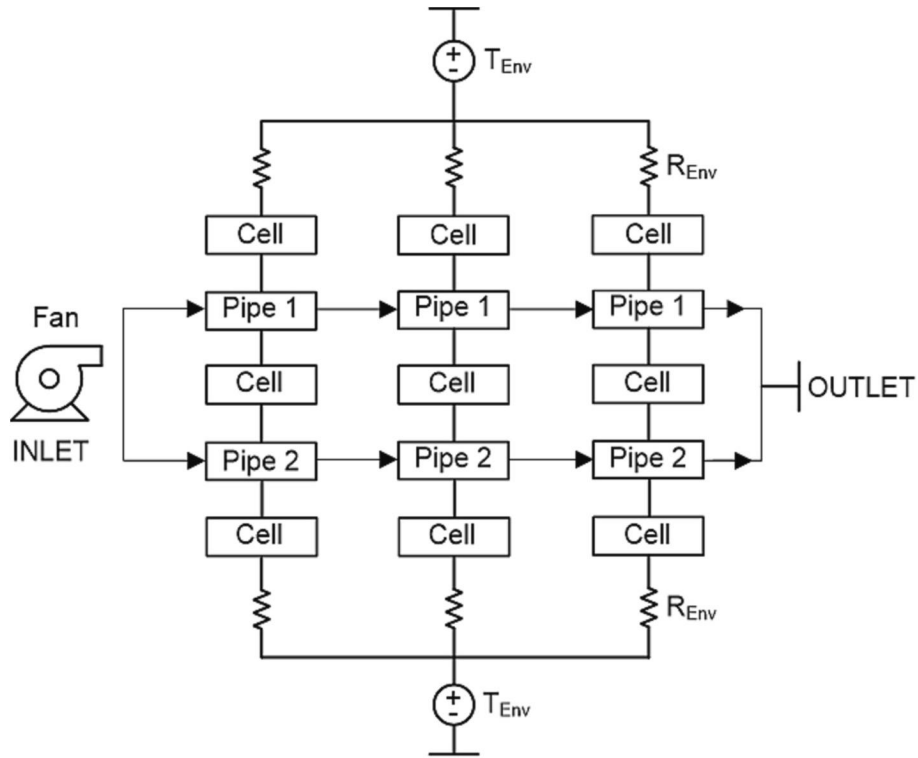 +
-
T_Env
R_Env
Cell Cell Cell
Fan
Pipe 1 Pipe 1 Pipe 1
Cell Cell Cell
OUTLET
INLET
Pipe 2 Pipe 2 Pipe 2
Cell Cell Cell
R_Env
+
-
T_Env